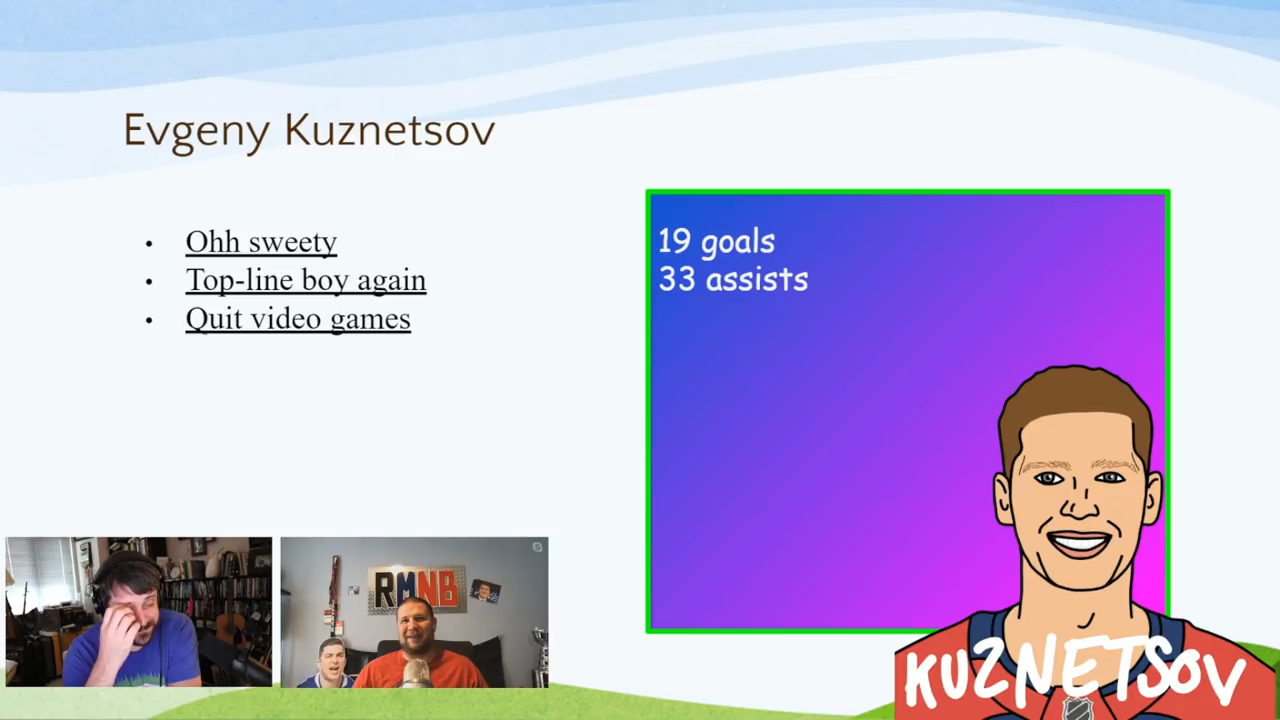 Evgeny Kuznetsov
Ohh sweety
Top-line boy again
Quit video games
19 goals
33 assists
RMNB
KUZNETSOV